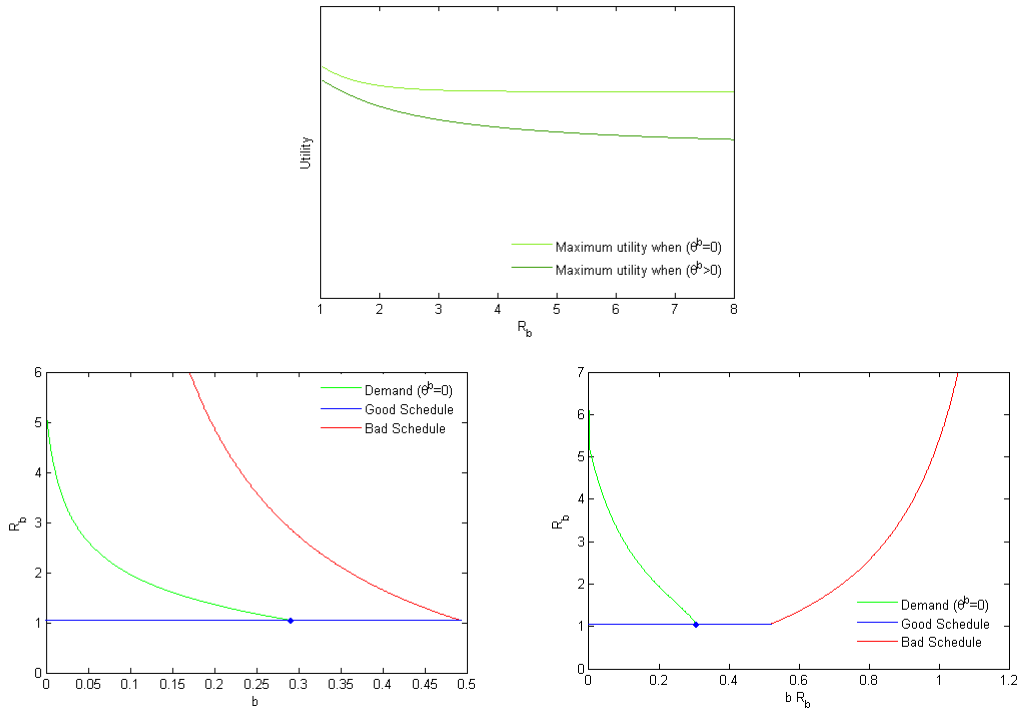 Utility
Maximum utility when (θ^b=0)
Maximum utility when (θ^b>0)
1 2 3 4 5 6 7 8
R_b
6
5
4
3
2
1
0
R_b
Demand (θ^b=0)
Good Schedule
Bad Schedule
0 0.05 0.1 0.15 0.2 0.25 0.3 0.35 0.4 0.45 0.5
b
7
6
5
4
3
2
1
0
R_b
Demand (θ^b=0)
Good Schedule
Bad Schedule
0 0.2 0.4 0.6 0.8 1 1.2
b R_b